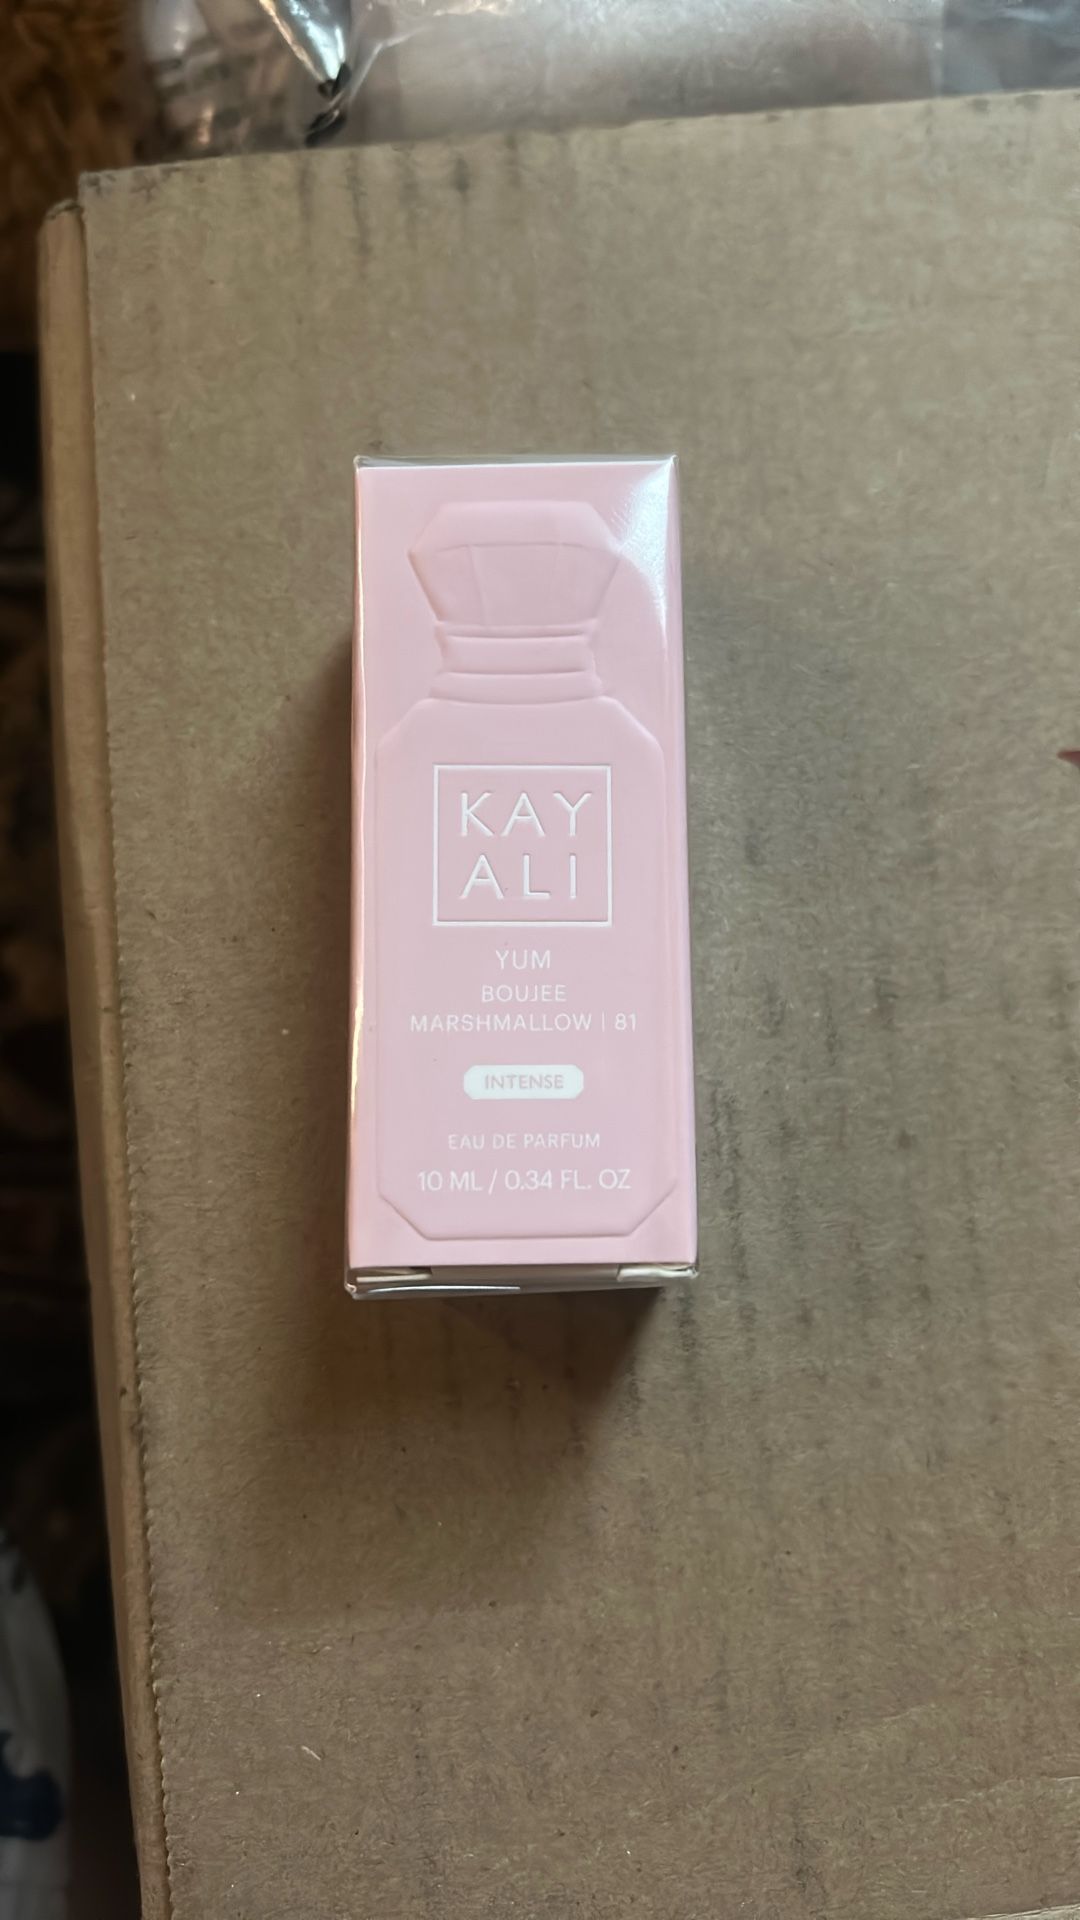 KAY
ALI
YUM
BOUJEE
MARSHMALLOW | 81
INTENSE
EAU DE PARFUM
10 ML / 0.34 FL. OZ